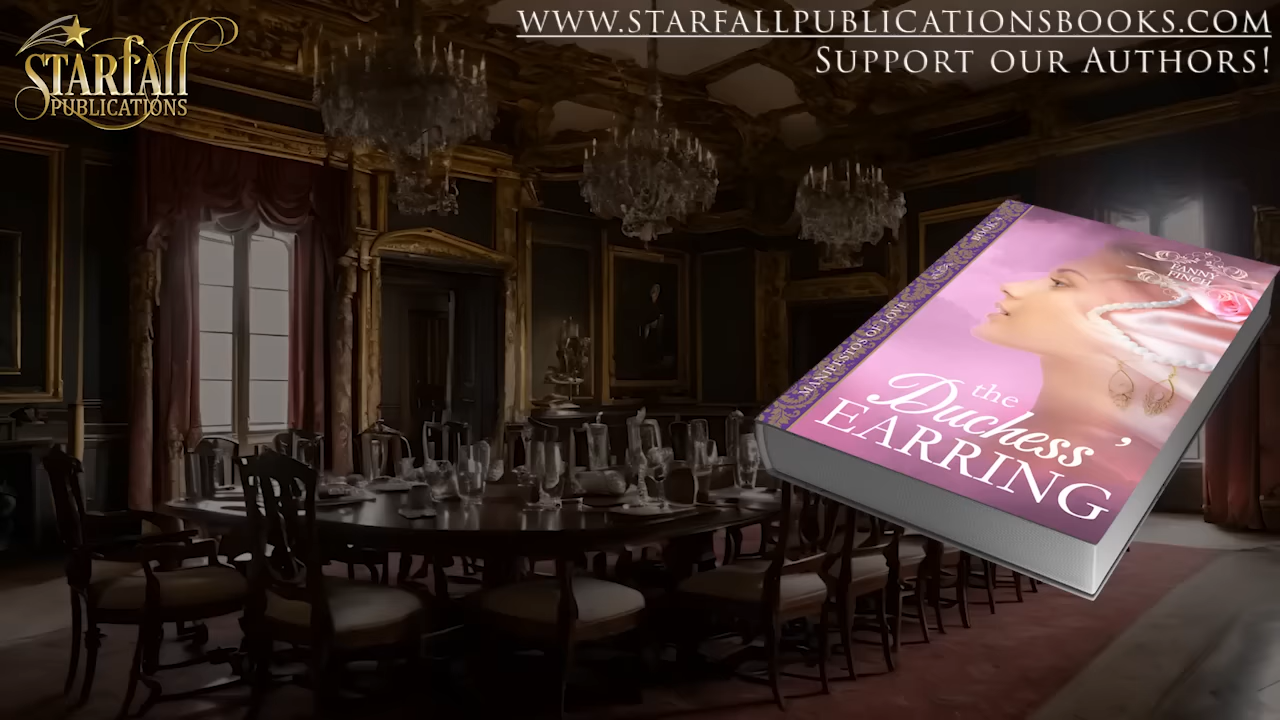 STARfall
PUBLICATIONS
WWW.STARFALLPUBLICATIONSBOOKS.COM
SUPPORT OUR AUTHORS!
FANNY
FINCH
MANIFESTOS OF LOVE
the
Duchess'
EARRING